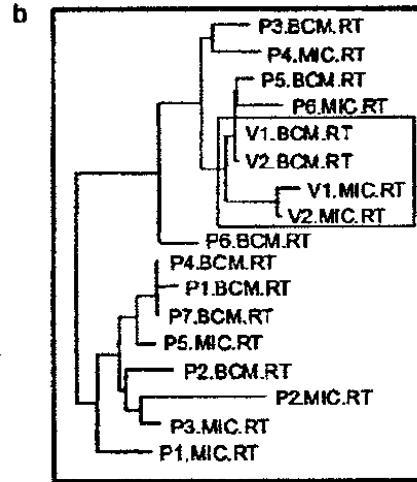 b
P3.BCM.RT
P4.MIC.RT
P5.BCM.RT
P6.MIC.RT
V1.BCM.RT
V2.BCM.RT
V1.MIC.RT
V2.MIC.RT
P6.BCM.RT
P4.BCM.RT
P1.BCM.RT
P7.BCM.RT
P5.MIC.RT
P2.BCM.RT
P2.MIC.RT
P3.MIC.RT
P1.MIC.RT